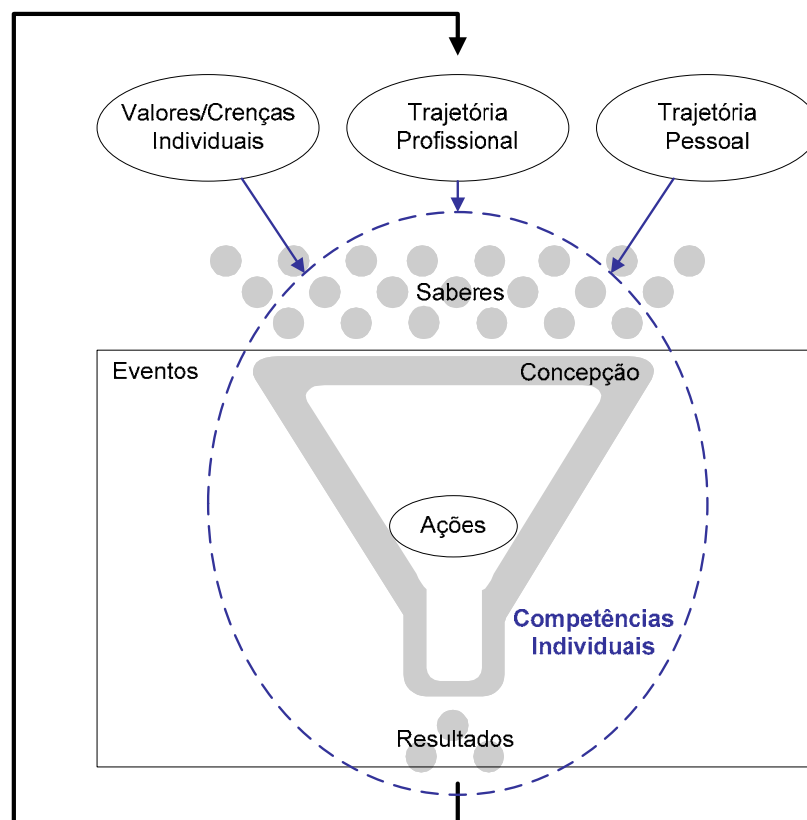 Valores/Crenças
Individuais
Trajetória
Profissional
Trajetória
Pessoal
Saberes
Eventos
Concepção
Ações
Competências
Individuais
Resultados